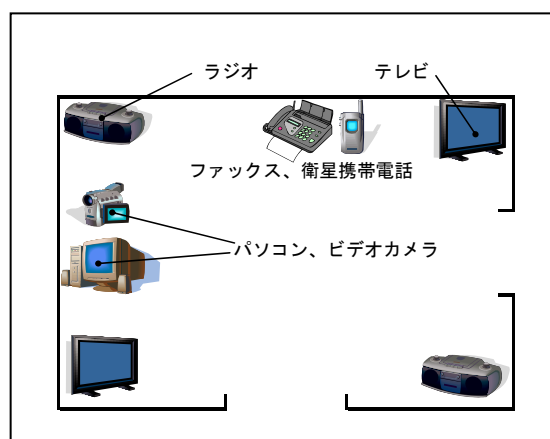 ラジオ
テレビ
ファックス、衛星携帯電話
パソコン、ビデオカメラ